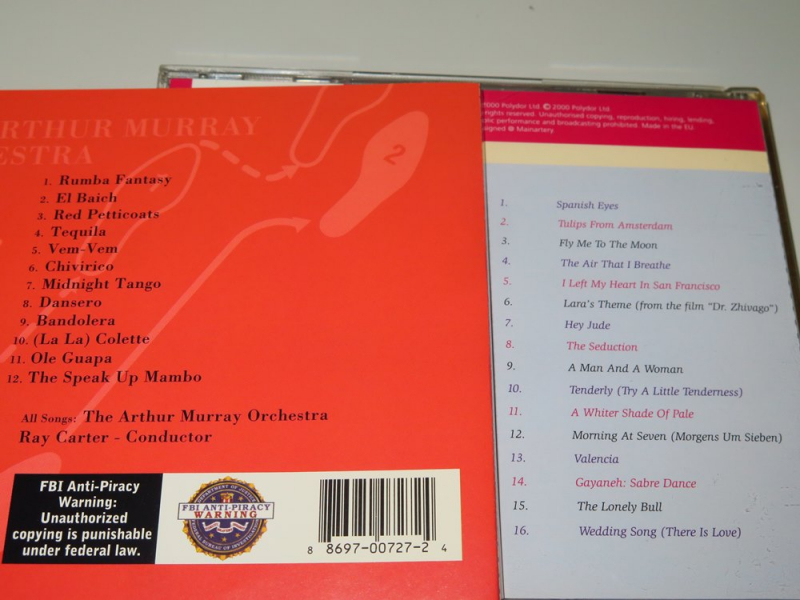 ARTHUR MURRAY
ESTRA
2
1. Rumba Fantasy
2. El Baich
3. Red Petticoats
4. Tequila
5. Vem-Vem
6. Chivirico
7. Midnight Tango
8. Dansero
9. Bandolera
10. (La La) Colette
11. Ole Guapa
12. The Speak Up Mambo
All Songs: The Arthur Murray Orchestra
Ray Carter - Conductor
FBI Anti-Piracy
Warning:
Unauthorized
copying is punishable
under federal law.
FBI ANTI-PIRACY
WARNING
8 8697-00727-2 4
2000 Polydor Ltd. © 2000 Polydor Ltd.
rights reserved. Unauthorised copying, reproduction, hiring, lending,
performance and broadcasting prohibited. Made in the EU.
signed @ Mainartery
1. Spanish Eyes
2. Tulips From Amsterdam
3. Fly Me To The Moon
4. The Air That I Breathe
5. I Left My Heart In San Francisco
6. Lara's Theme (from the film "Dr. Zhivago")
7. Hey Jude
8. The Seduction
9. A Man And A Woman
10. Tenderly (Try A Little Tenderness)
11. A Whiter Shade Of Pale
12. Morning At Seven (Morgens Um Sieben)
13. Valencia
14. Gayaneh: Sabre Dance
15. The Lonely Bull
16. Wedding Song (There Is Love)